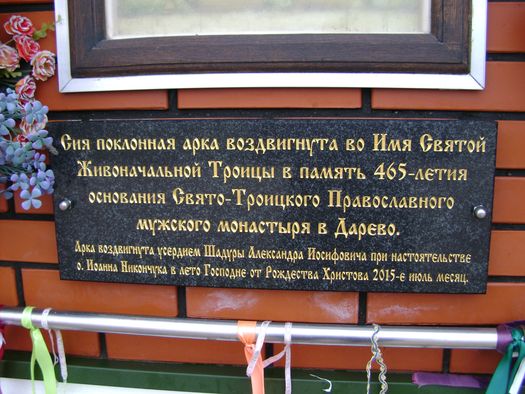 Сия поклонная арка воздвигнута во Имя Святой
Живоначальной Троицы в память 465-летия
основания Свято-Троицкого Православного
мужского монастыря в Дарево.
Арка воздвигнута усердием Шадуры Александра Иосифовича при настоятельстве
о. Иоанна Никончука в лето Господне от Рождества Христова 2015-е июль месяц.